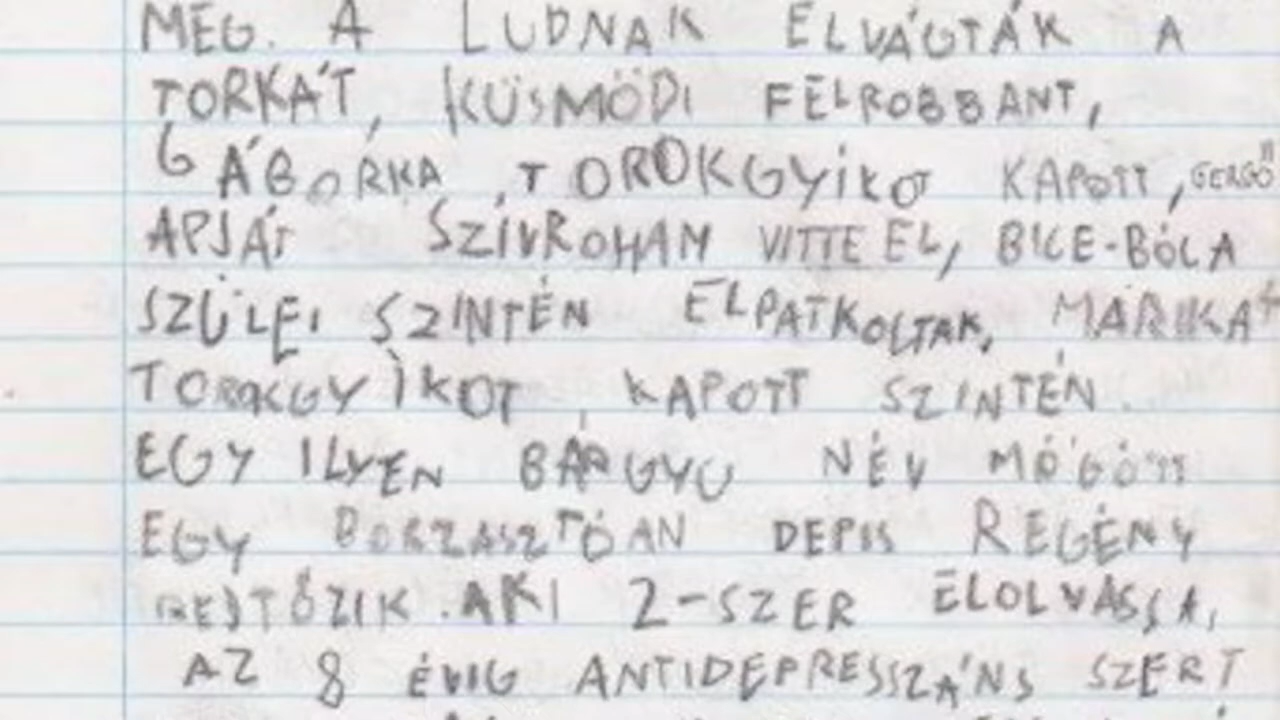 MEG. A LUDNAK ELVÁGTÁK A
TORKÁT, KÜSMÖDI FELROBBANT,
GÁBORKA TOROKGYÍKOT KAPOTT, GERGŐ
APJÁT SZÍVROHAM VITTE EL, BICE-BÓCA
SZÜLEI SZINTÉN ELPATKOLTAK, MARIKA
TOROKGYÍKOT KAPOTT SZINTÉN.
EGY ILYEN BÁRGYU NÉV MÖGÖTT
EGY BORZASZTÓAN DEPIS REGÉNY
REJTŐZIK. AKI 2-SZER ELOLVASSA,
AZ 8 ÉVIG ANTIDEPRESSZÁNS SZERT